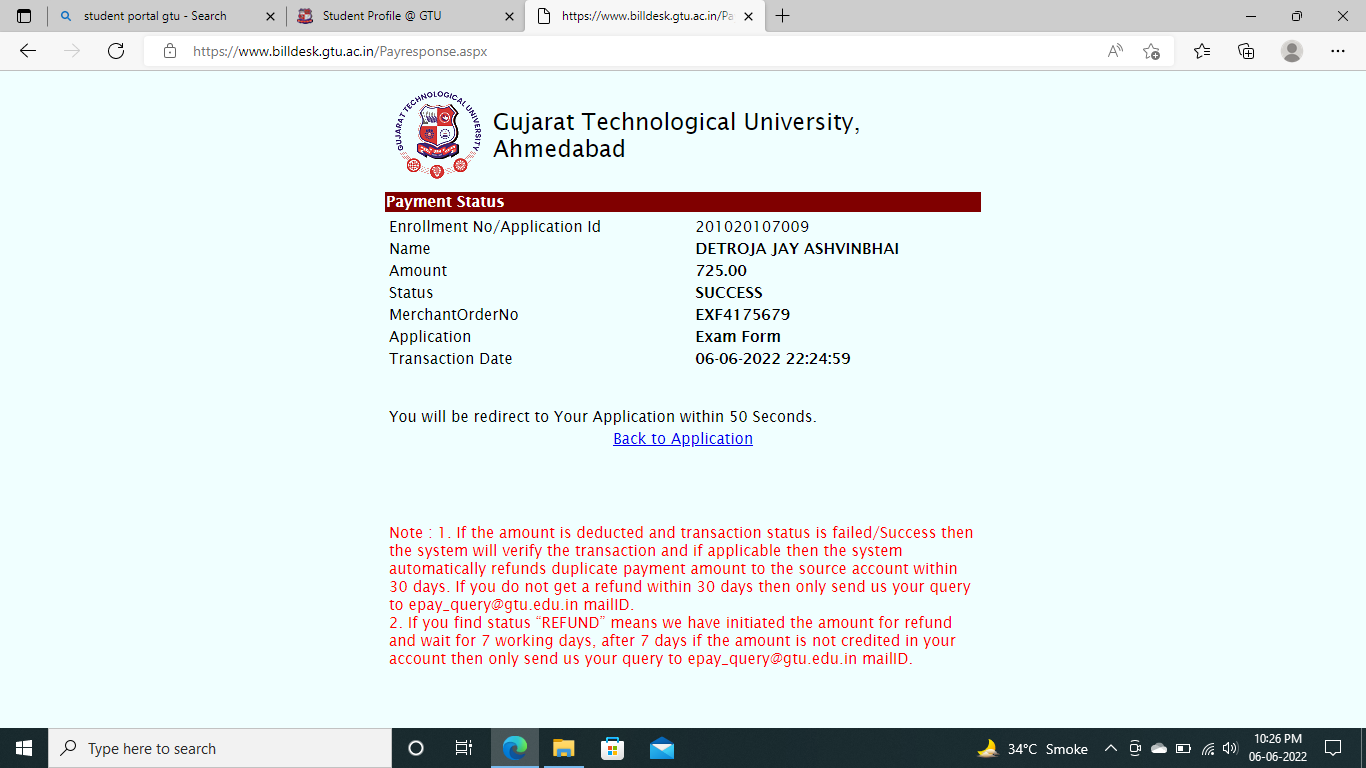 student portal gtu - Search
Student Profile @ GTU
https://www.billdesk.gtu.ac.in/Pa
https://www.billdesk.gtu.ac.in/Payresponse.aspx
GUJARAT TECHNOLOGICAL UNIVERSITY
Gujarat Technological University,
Ahmedabad
Payment Status
Enrollment No/Application Id 201020107009
Name DETROJA JAY ASHVINBHAI
Amount 725.00
Status SUCCESS
MerchantOrderNo EXF4175679
Application Exam Form
Transaction Date 06-06-2022 22:24:59
You will be redirect to Your Application within 50 Seconds.
Back to Application
Note : 1. If the amount is deducted and transaction status is failed/Success then
the system will verify the transaction and if applicable then the system
automatically refunds duplicate payment amount to the source account within
30 days. If you do not get a refund within 30 days then only send us your query
to epay_query@gtu.edu.in mailID.
2. If you find status “REFUND” means we have initiated the amount for refund
and wait for 7 working days, after 7 days if the amount is not credited in your
account then only send us your query to epay_query@gtu.edu.in mailID.
Type here to search
34°C Smoke
10:26 PM
06-06-2022